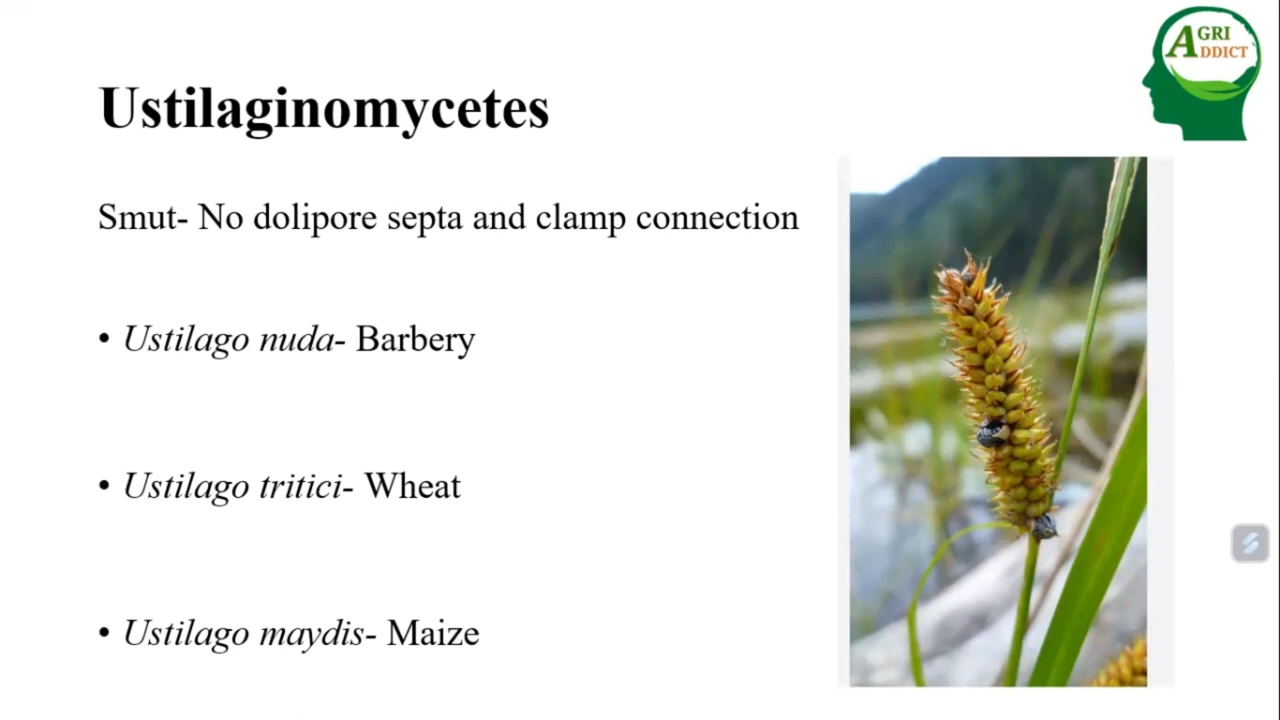 AGRI
ADDICT
Ustilaginomycetes
Smut- No dolipore septa and clamp connection
• Ustilago nuda- Barbery
• Ustilago tritici- Wheat
• Ustilago maydis- Maize